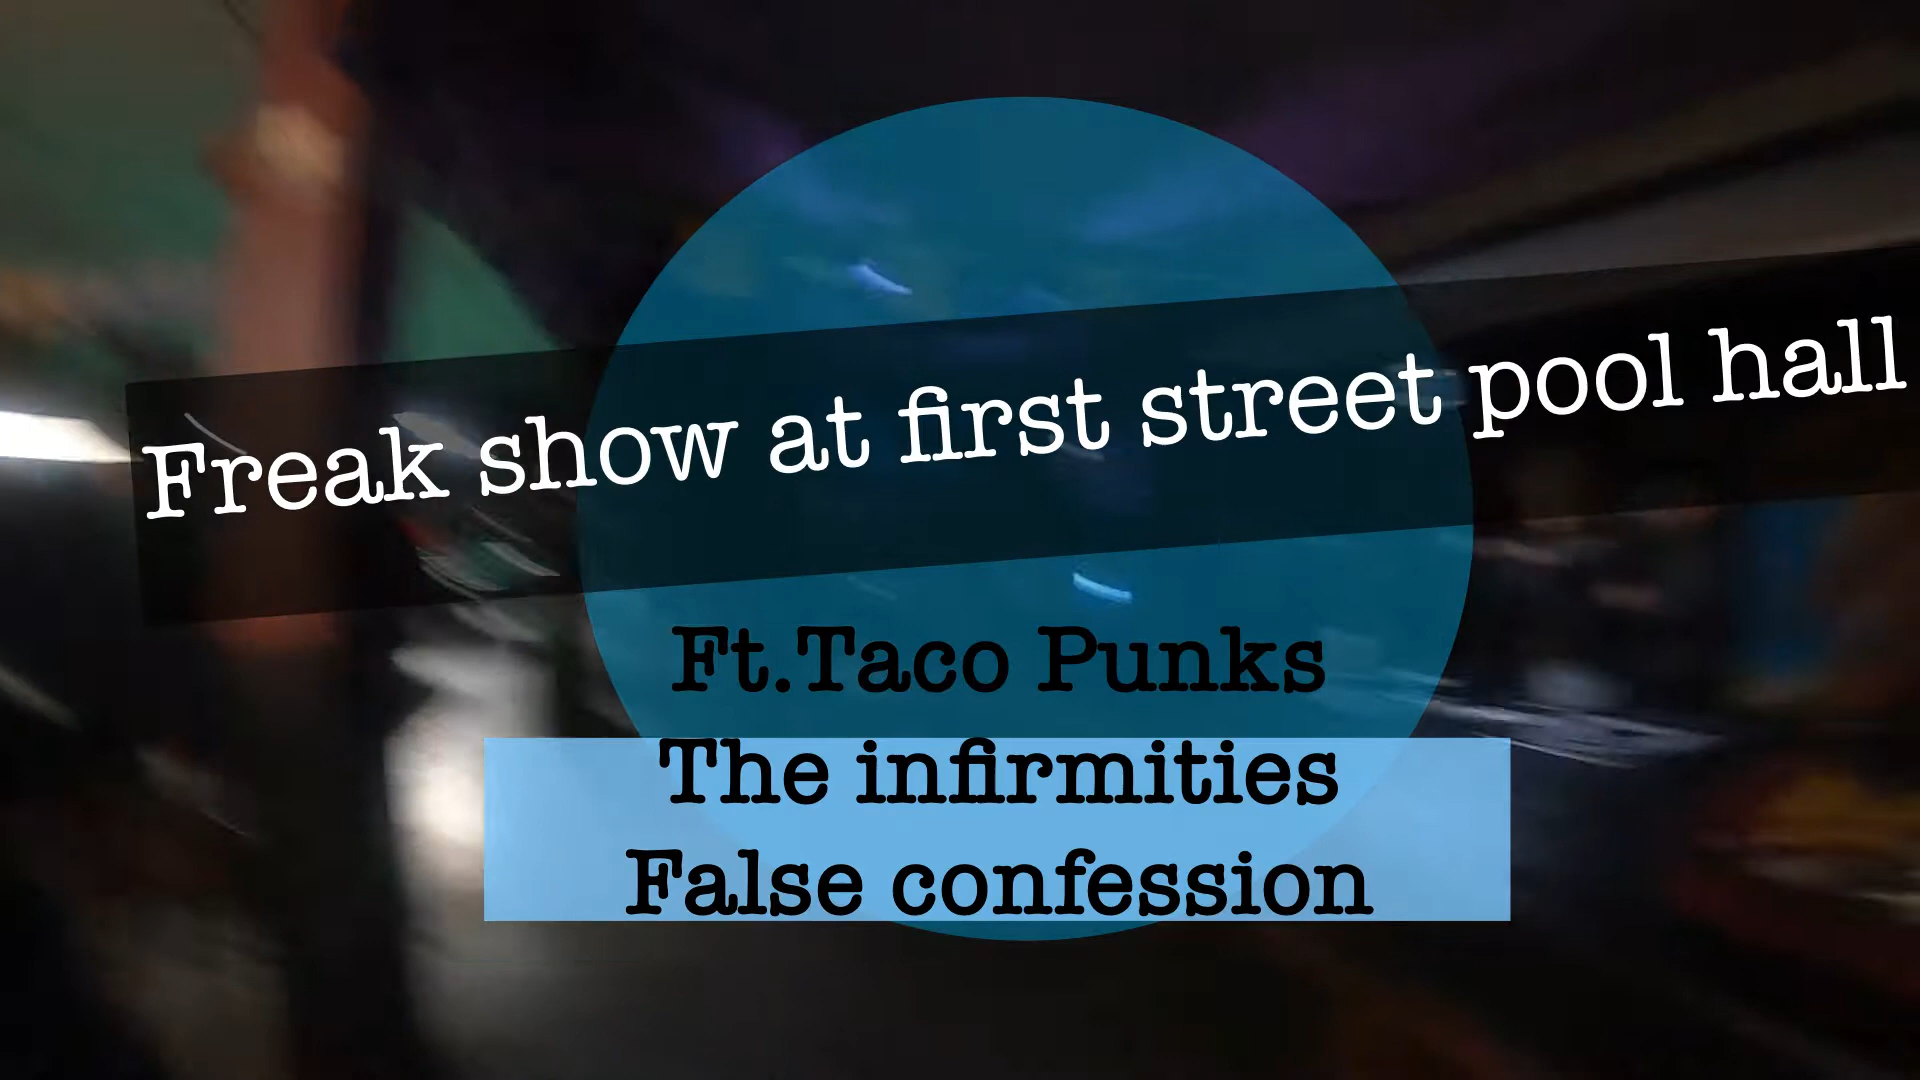 Freak show at first street pool hall
Ft.Taco Punks
The infirmities
False confession